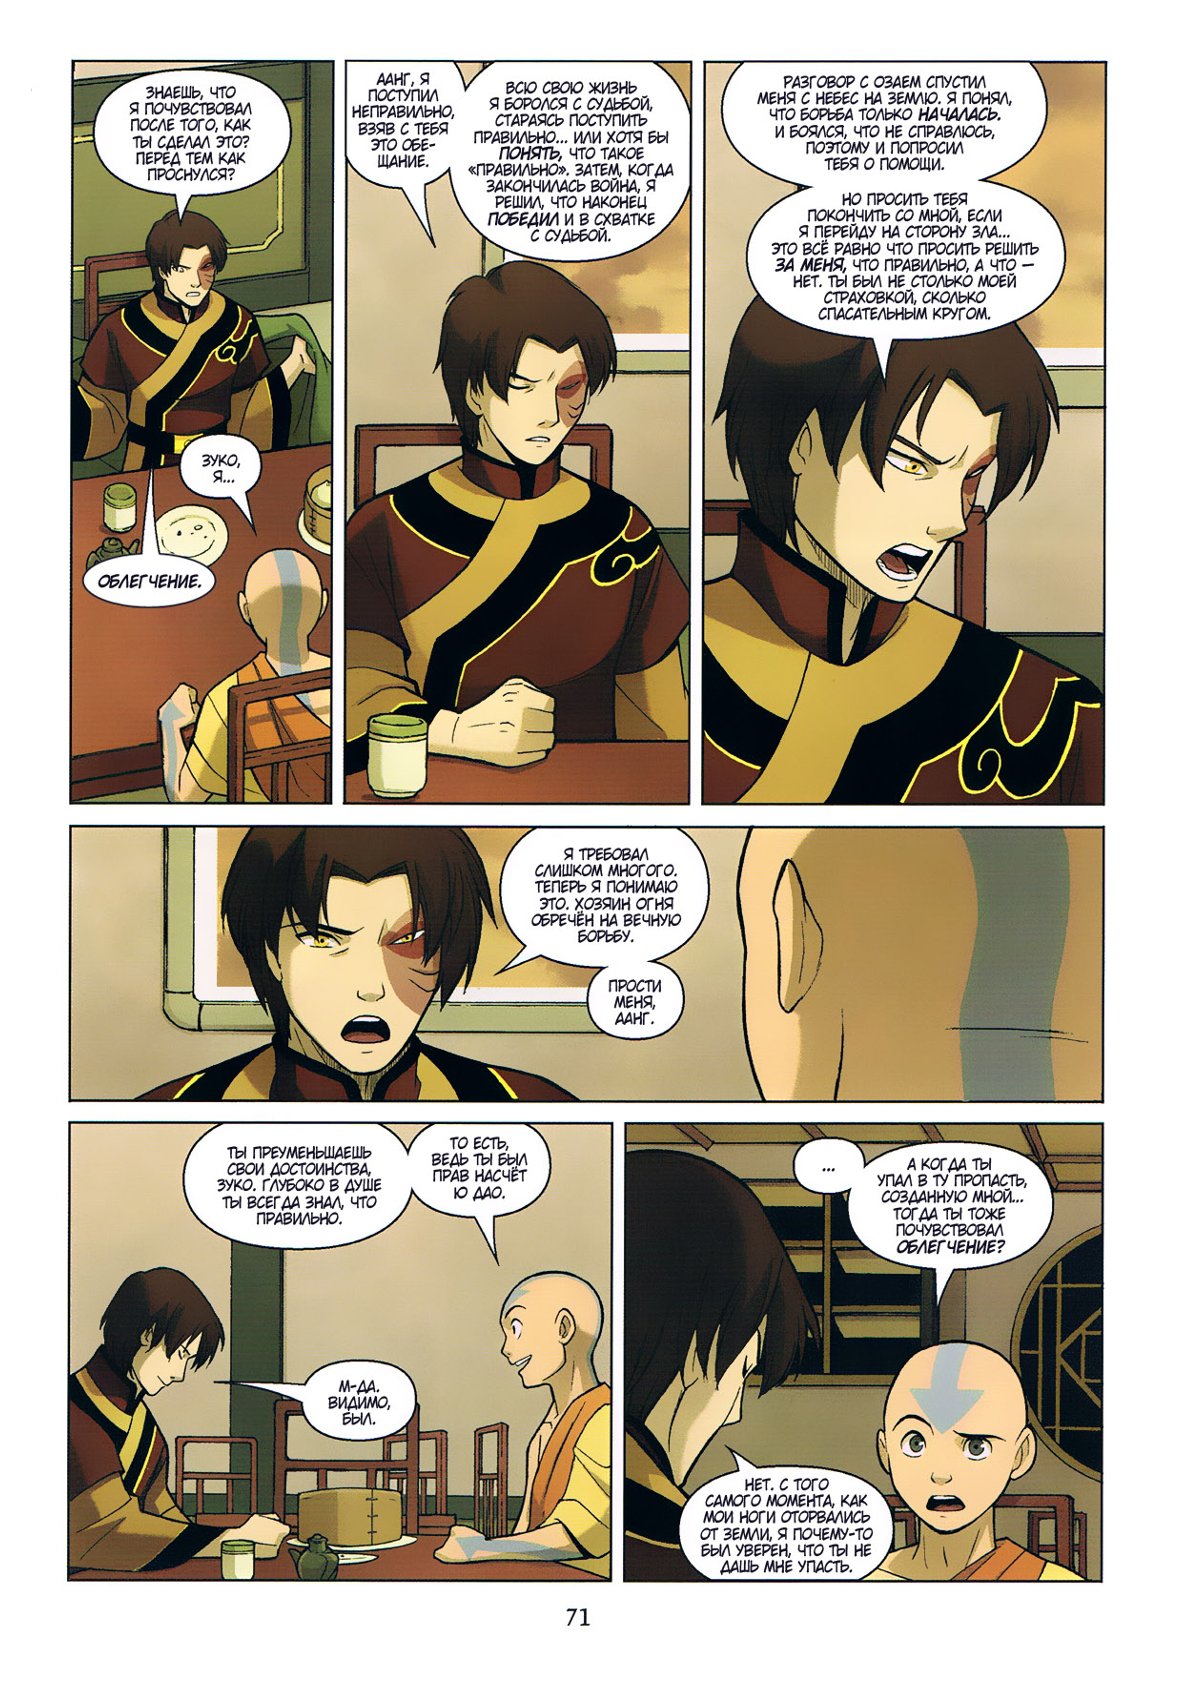 ЗНАЕШЬ, ЧТО
Я ПОЧУВСТВОВАЛ
ПОСЛЕ ТОГО, КАК
ТЫ СДЕЛАЛ ЭТО?
ПЕРЕД ТЕМ КАК
ПРОСНУЛСЯ?
ЗУКО,
Я...
ОБЛЕГЧЕНИЕ.
ААНГ, Я
ПОСТУПИЛ
НЕПРАВИЛЬНО,
ВЗЯВ С ТЕБЯ
ЭТО ОБЕ-
ЩАНИЕ.
ВСЮ СВОЮ ЖИЗНЬ
Я БОРОЛСЯ С СУДЬБОЙ,
СТАРАЯСЬ ПОСТУПИТЬ
ПРАВИЛЬНО... ИЛИ ХОТЯ БЫ
ПОНЯТЬ, ЧТО ТАКОЕ
«ПРАВИЛЬНО». ЗАТЕМ, КОГДА
ЗАКОНЧИЛАСЬ ВОЙНА, Я
РЕШИЛ, ЧТО НАКОНЕЦ
ПОБЕДИЛ И В СХВАТКЕ
С СУДЬБОЙ.
РАЗГОВОР С ОЗАЕМ СПУСТИЛ
МЕНЯ С НЕБЕС НА ЗЕМЛЮ. Я ПОНЯЛ,
ЧТО БОРЬБА ТОЛЬКО НАЧАЛАСЬ.
И БОЯЛСЯ, ЧТО НЕ СПРАВЛЮСЬ,
ПОЭТОМУ И ПОПРОСИЛ
ТЕБЯ О ПОМОЩИ.
НО ПРОСИТЬ ТЕБЯ
ПОКОНЧИТЬ СО МНОЙ, ЕСЛИ
Я ПЕРЕЙДУ НА СТОРОНУ ЗЛА...
ЭТО ВСЁ РАВНО ЧТО ПРОСИТЬ РЕШИТЬ
ЗА МЕНЯ, ЧТО ПРАВИЛЬНО, А ЧТО —
НЕТ. ТЫ БЫЛ НЕ СТОЛЬКО МОЕЙ
СТРАХОВКОЙ, СКОЛЬКО
СПАСАТЕЛЬНЫМ КРУГОМ.
Я ТРЕБОВАЛ
СЛИШКОМ МНОГОГО.
ТЕПЕРЬ Я ПОНИМАЮ
ЭТО. ХОЗЯИН ОГНЯ
ОБРЕЧЁН НА ВЕЧНУЮ
БОРЬБУ.
ПРОСТИ
МЕНЯ,
ААНГ.
ТЫ ПРЕУМЕНЬШАЕШЬ
СВОИ ДОСТОИНСТВА,
ЗУКО. ГЛУБОКО В ДУШЕ
ТЫ ВСЕГДА ЗНАЛ, ЧТО
ПРАВИЛЬНО.
ТО ЕСТЬ,
ВЕДЬ ТЫ БЫЛ
ПРАВ НАСЧЁТ
Ю ДАО.
М-ДА.
ВИДИМО,
БЫЛ.
...
А КОГДА ТЫ
УПАЛ В ТУ ПРОПАСТЬ,
СОЗДАННУЮ МНОЙ...
ТОГДА ТЫ ТОЖЕ
ПОЧУВСТВОВАЛ
ОБЛЕГЧЕНИЕ?
НЕТ. С ТОГО
САМОГО МОМЕНТА, КАК
МОИ НОГИ ОТОРВАЛИСЬ
ОТ ЗЕМЛИ, Я ПОЧЕМУ-ТО
БЫЛ УВЕРЕН, ЧТО ТЫ НЕ
ДАШЬ МНЕ УПАСТЬ.
71